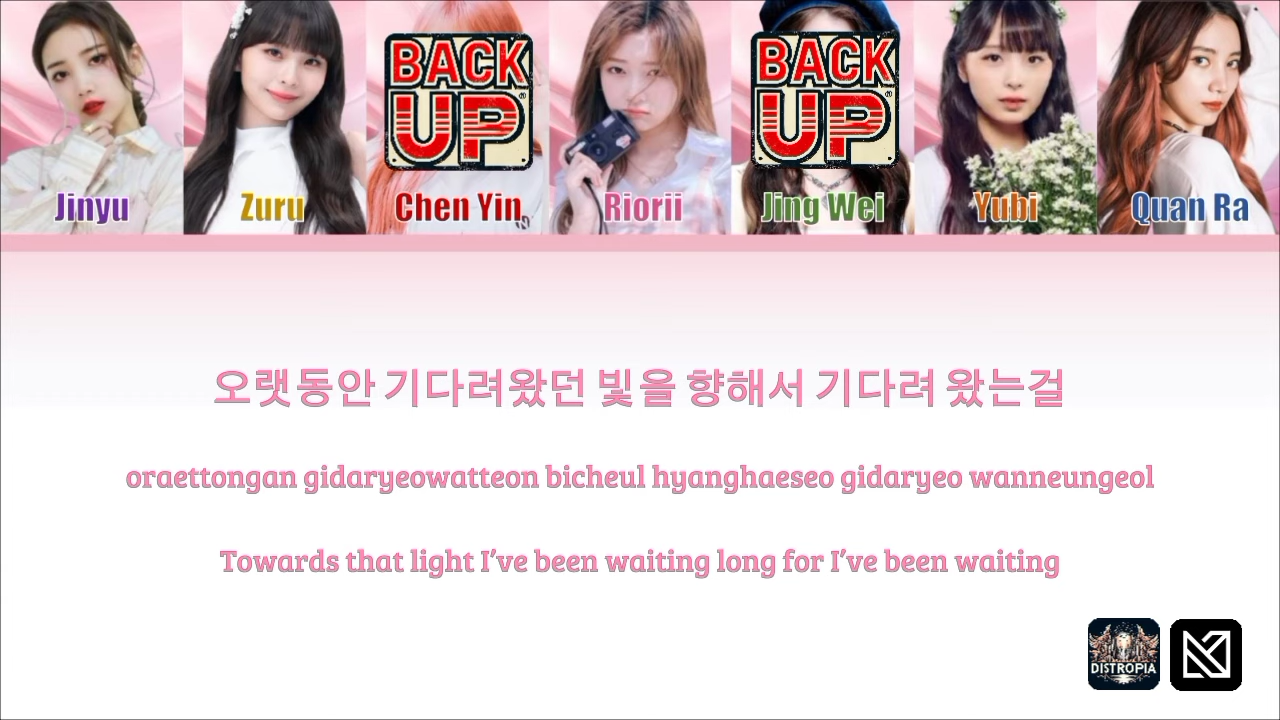 BACK
UP
BACK
UP
Jinyu
Zuru
Chen Yin
Riorii
Jing Wei
Yubi
Quan Ra
오랫동안 기다려왔던 빛을 향해서 기다려 왔는걸
oraettongan gidaryeowatteon bicheul hyanghaeseo gidaryeo wanneungeol
Towards that light I've been waiting long for I've been waiting
DISTROPIA